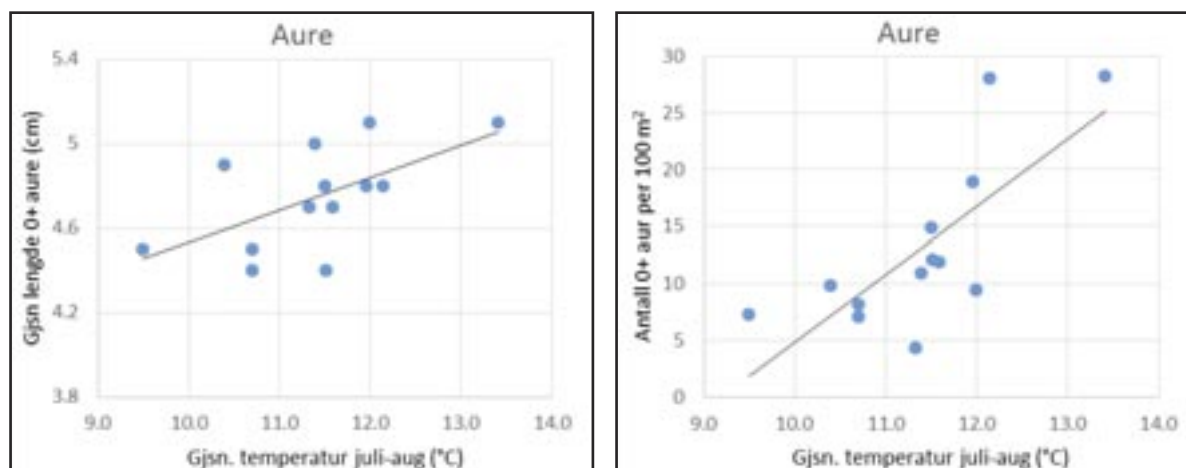 Aure
5.4
5
4.6
4.2
3.8
Gjsn lengde 0+ aure (cm)
9.0 10.0 11.0 12.0 13.0 14.0
Gjsn. temperatur juli-aug (°C)
Aure
30
25
20
15
10
5
0
Antall 0+ aur per 100 m²
9.0 10.0 11.0 12.0 13.0 14.0
Gjsn. temperatur juli-aug (°C)